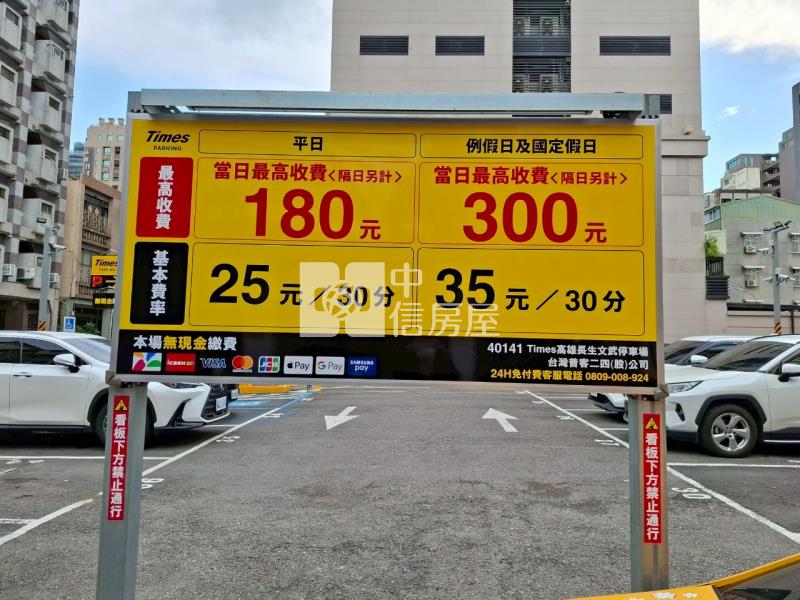 Times
PARKING
平日
例假日及國定假日
最高收費
當日最高收費<隔日另計>
180元
當日最高收費<隔日另計>
300元
基本費率
25元／30分
35元／30分
中信房屋
本場無現金繳費
VISA
Pay
G Pay
SAMSUNG pay
40141 Times高雄長生文武停車場
台灣普客二四(股)公司
24H免付費客服電話 0809-008-924
看板下方禁止通行
看板下方禁止通行
Times
PARKING
30